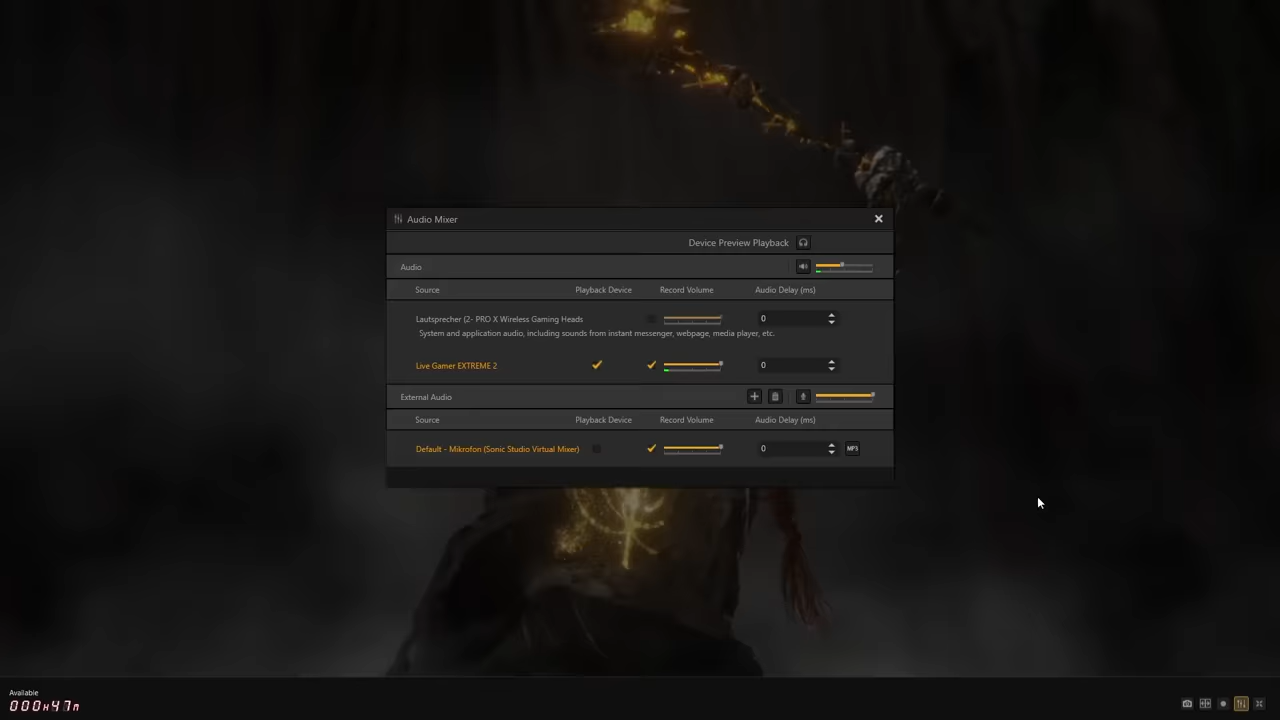 Audio Mixer
Device Preview Playback
Audio
Source Playback Device Record Volume Audio Delay (ms)
Lautsprecher (2- PRO X Wireless Gaming Heads 0
System and application audio, including sounds from instant messenger, webpage, media player, etc.
Live Gamer EXTREME 2 0
External Audio
Source Playback Device Record Volume Audio Delay (ms)
Default - Mikrofon (Sonic Studio Virtual Mixer) 0 MP3
Available
000H47m